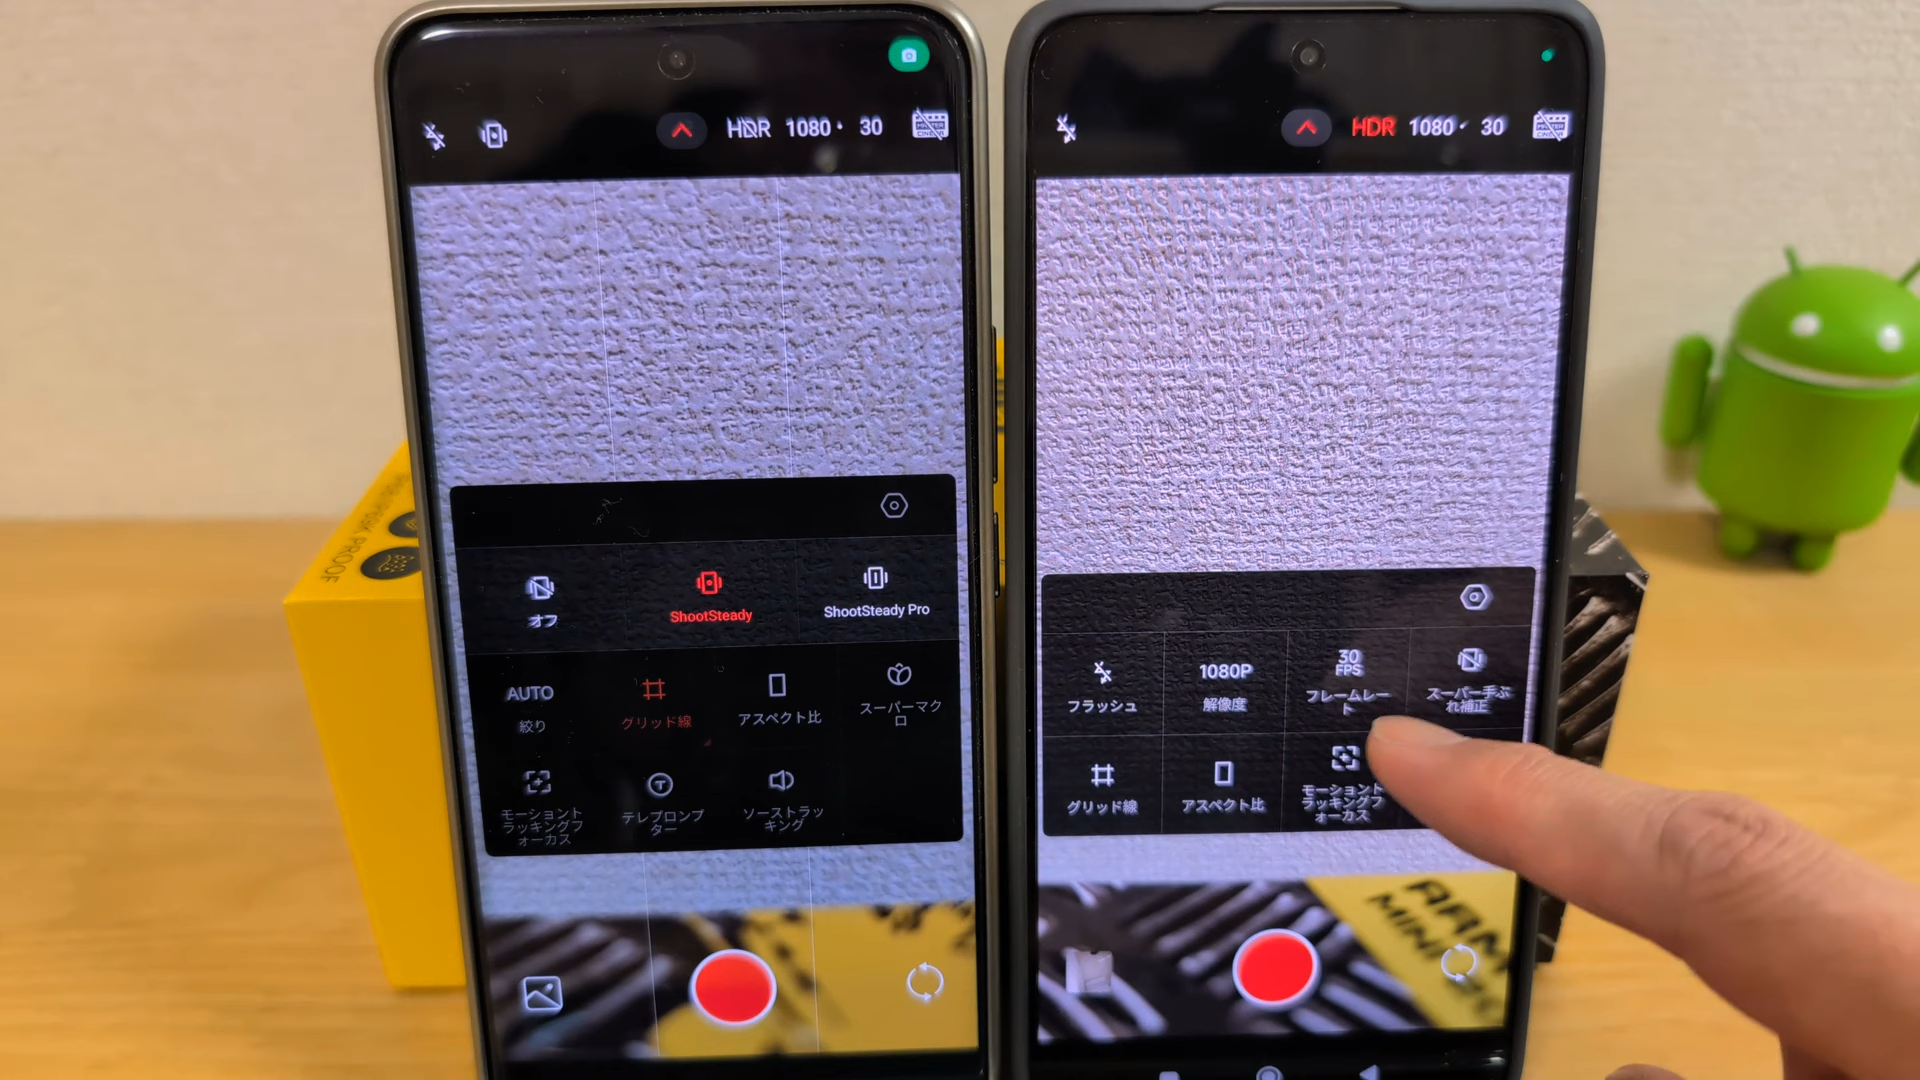 HDR 1080 · 30
オフ
ShootSteady
ShootSteady Pro
AUTO
絞り
グリッド線
アスペクト比
スーパーマク
ロ
モーショント
ラッキングフ
ォーカス
テレプロンプ
ター
ソーストラッ
キング
HDR 1080 · 30
フラッシュ
1080P
解像度
30
FPS
フレームレー
ト
スーパー手ぶ
れ補正
グリッド線
アスペクト比
モーショント
ラッキングフ
ォーカス
MINI
PROOF